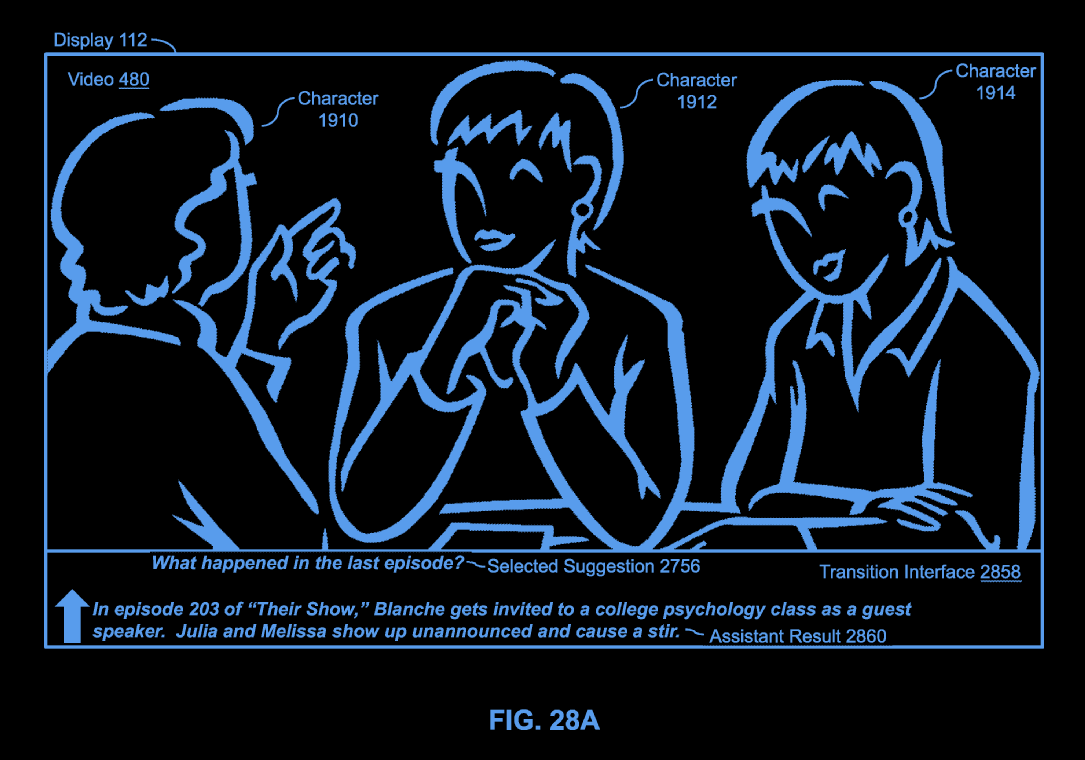 Display 112
Video 480
Character
1910
Character
1912
Character
1914
What happened in the last episode?
Selected Suggestion 2756
Transition Interface 2858
In episode 203 of “Their Show,” Blanche gets invited to a college psychology class as a guest
speaker.  Julia and Melissa show up unannounced and cause a stir.
Assistant Result 2860
FIG. 28A